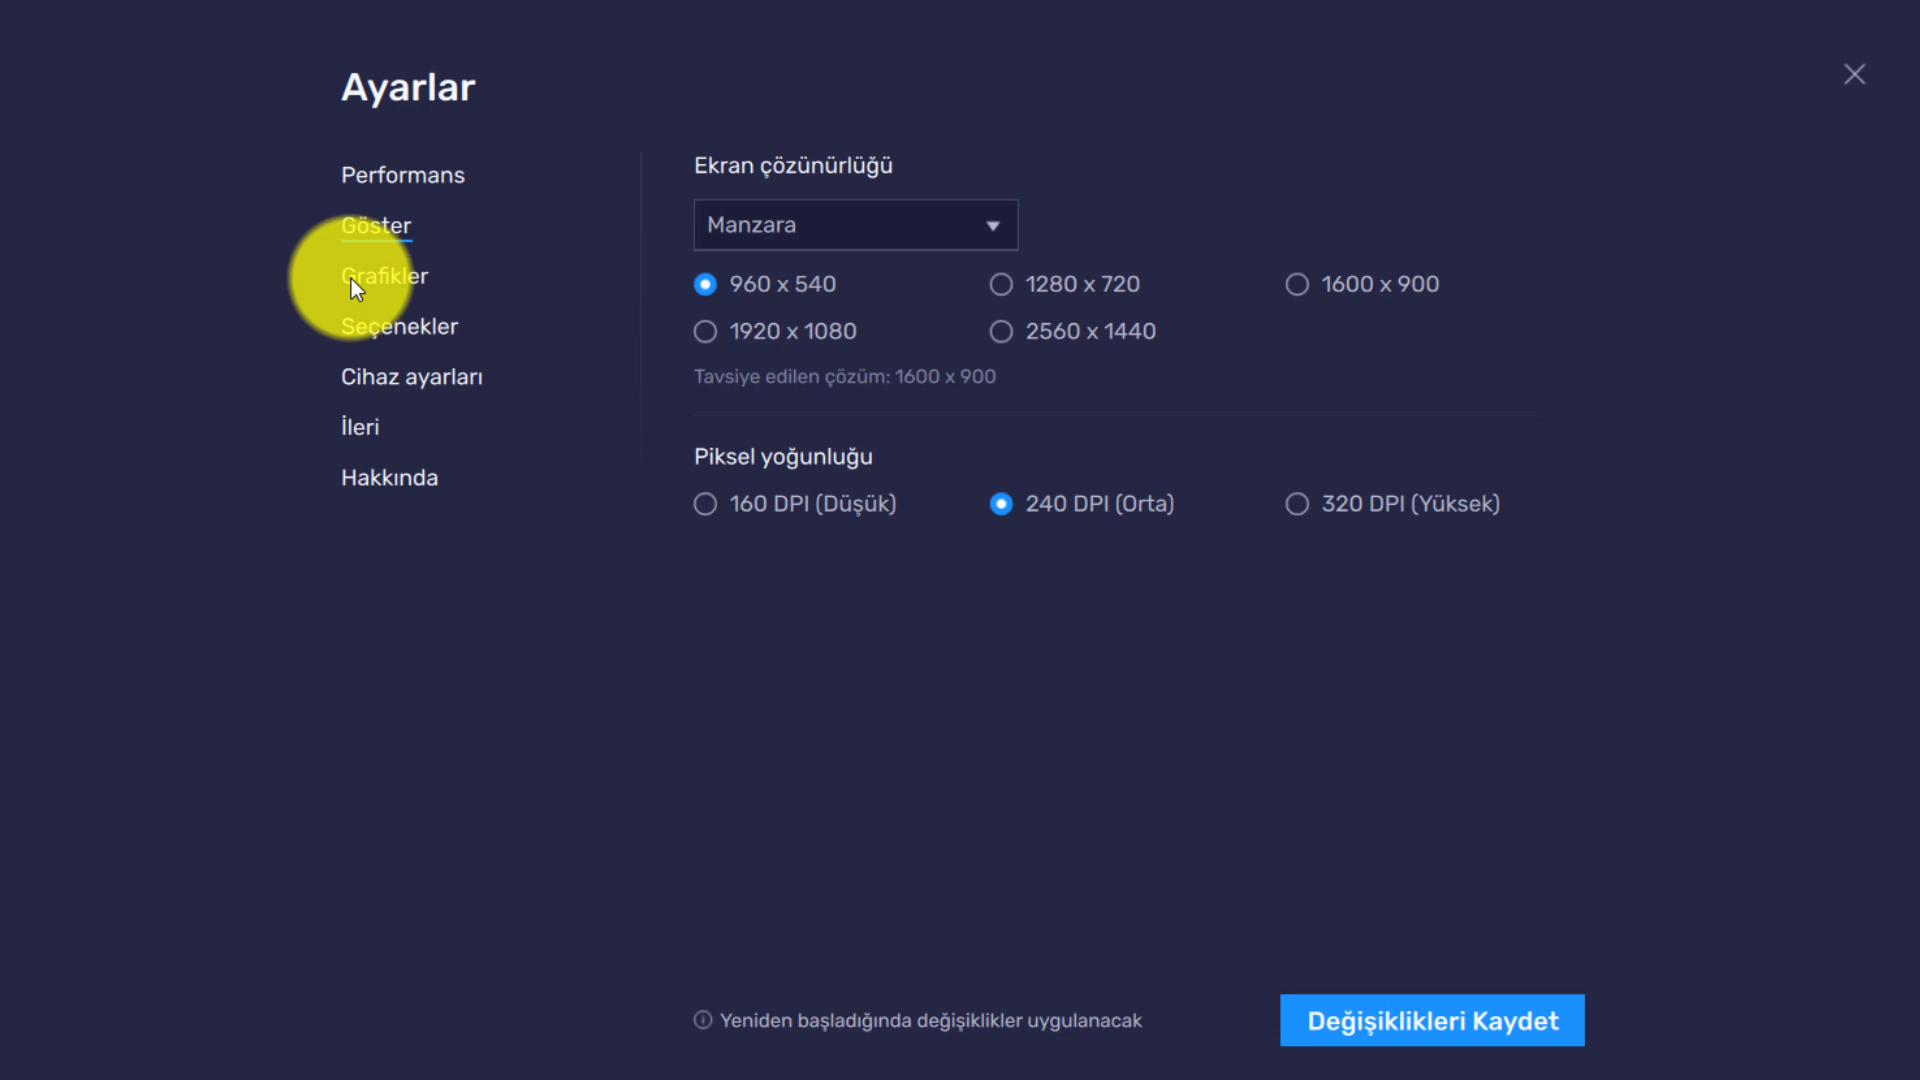 Ayarlar
Performans
Göster
Grafikler
Seçenekler
Cihaz ayarları
İleri
Hakkında
Ekran çözünürlüğü
Manzara
960 x 540
1280 x 720
1600 x 900
1920 x 1080
2560 x 1440
Tavsiye edilen çözüm: 1600 x 900
Piksel yoğunluğu
160 DPI (Düşük)
240 DPI (Orta)
320 DPI (Yüksek)
Yeniden başladığında değişiklikler uygulanacak
Değişiklikleri Kaydet